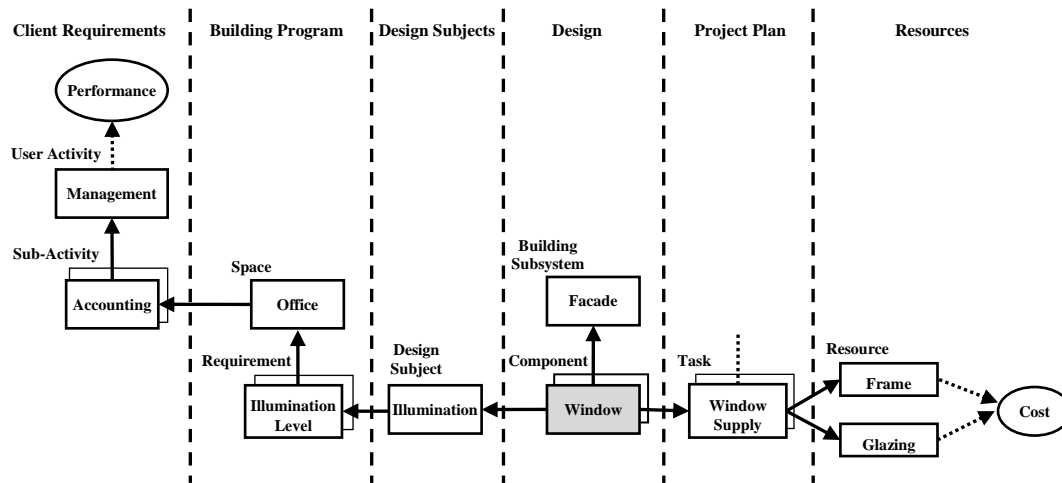 Client Requirements
Building Program
Design Subjects
Design
Project Plan
Resources
Performance
User Activity
Management
Sub-Activity
Accounting
Space
Office
Requirement
Illumination
Level
Design
Subject
Illumination
Building
Subsystem
Facade
Component
Window
Task
Window
Supply
Resource
Frame
Glazing
Cost